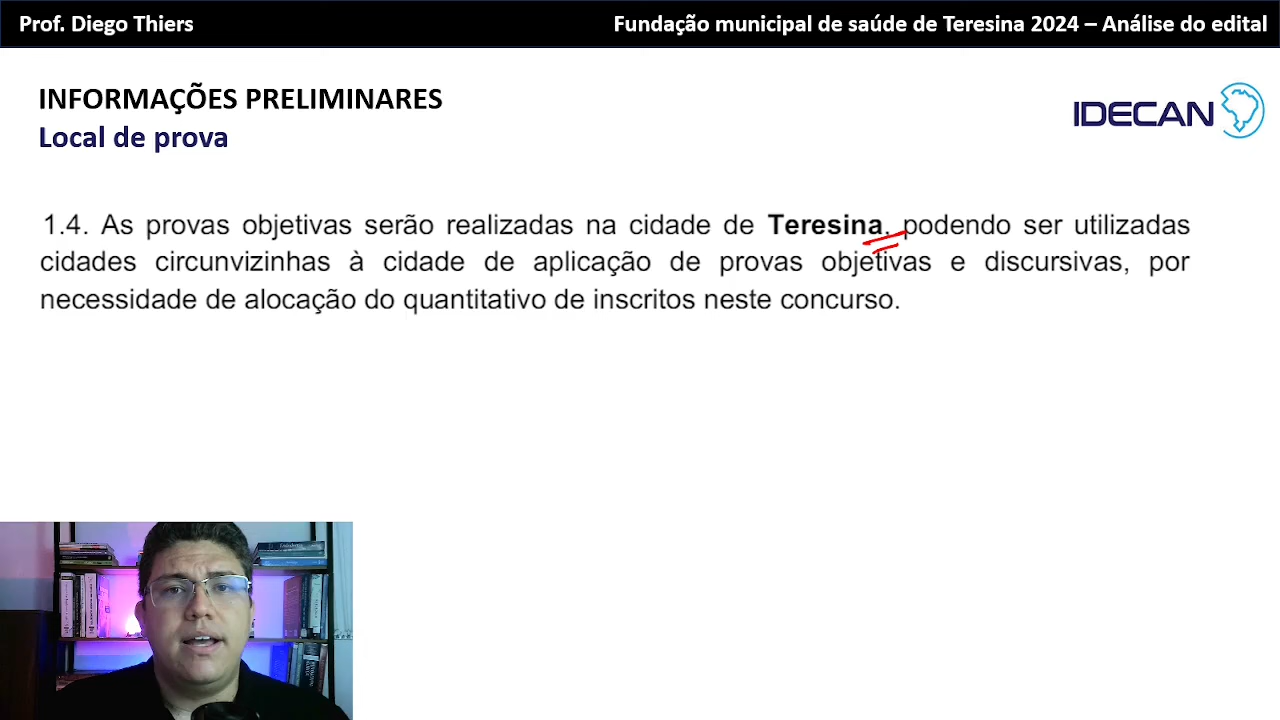 Prof. Diego Thiers
Fundação municipal de saúde de Teresina 2024 – Análise do edital
INFORMAÇÕES PRELIMINARES
Local de prova
IDECAN
1.4. As provas objetivas serão realizadas na cidade de Teresina, podendo ser utilizadas
cidades circunvizinhas à cidade de aplicação de provas objetivas e discursivas, por
necessidade de alocação do quantitativo de inscritos neste concurso.